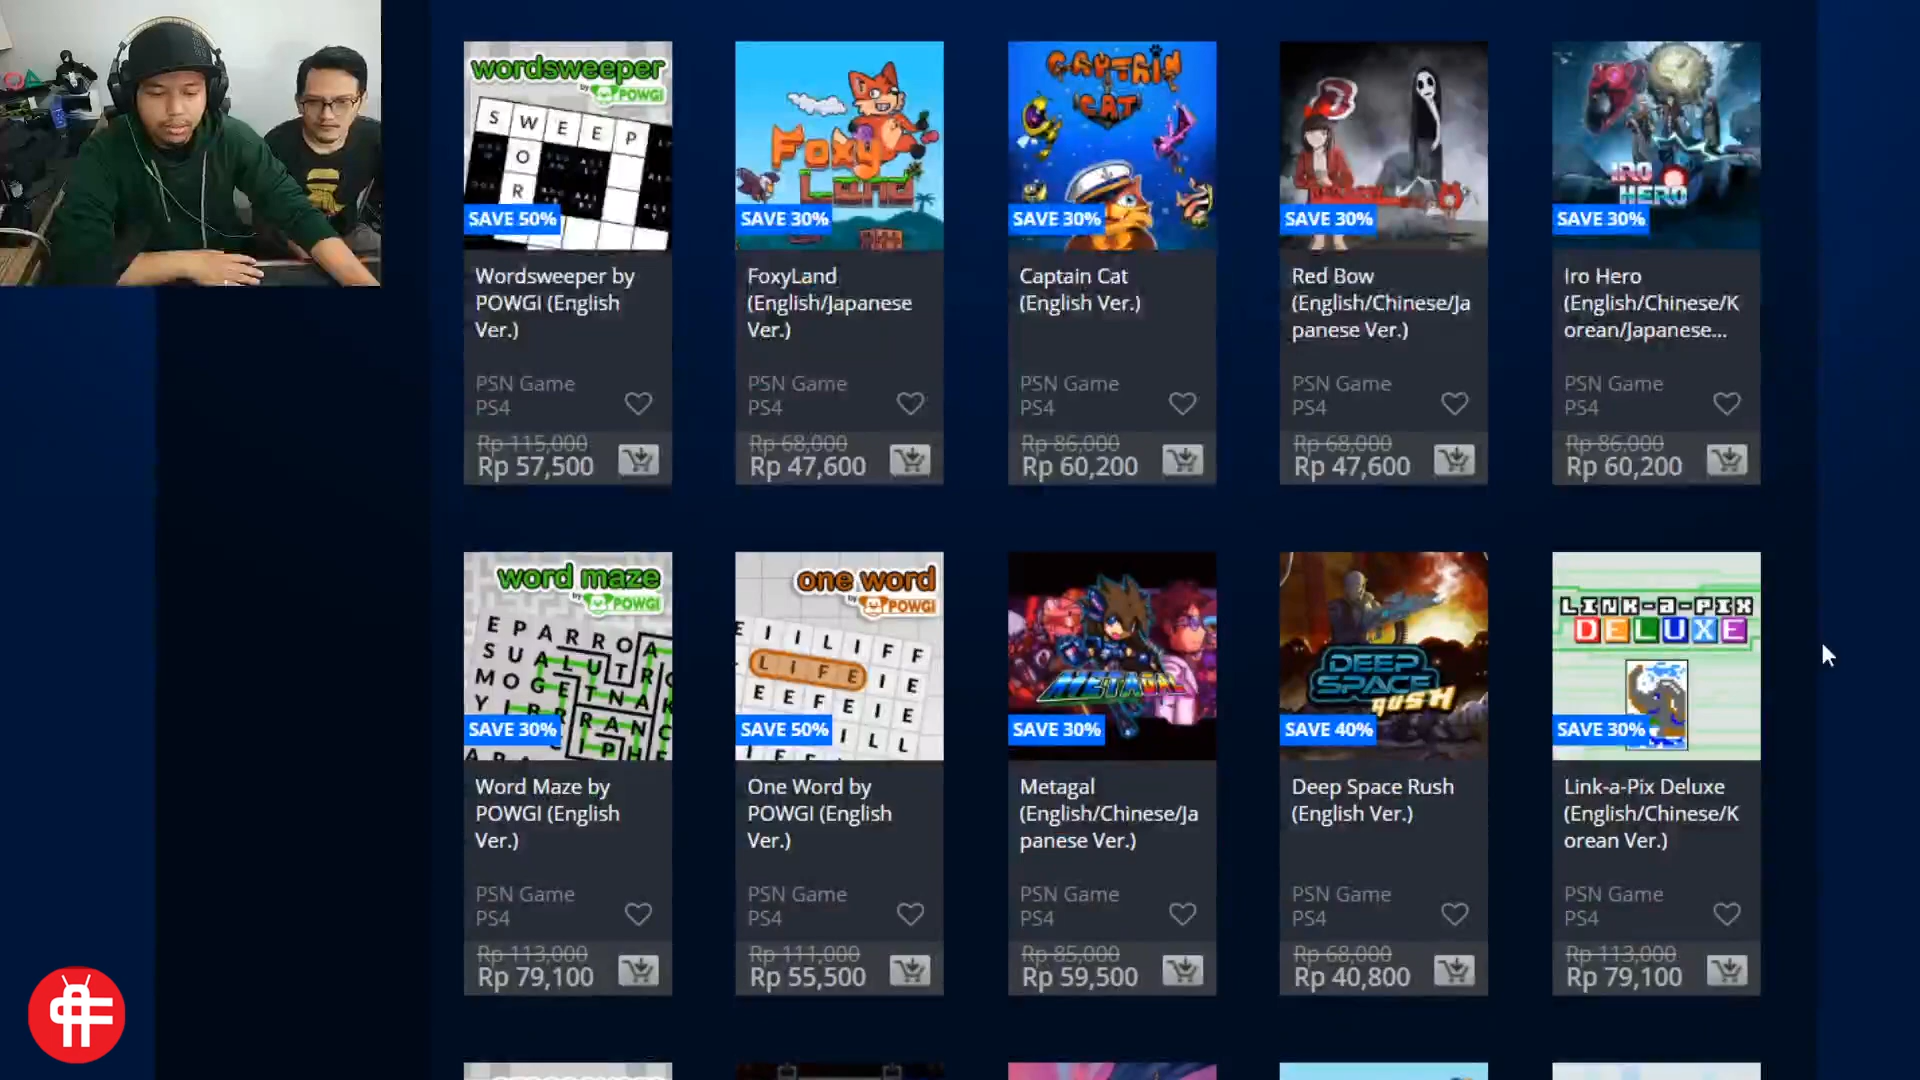 wordsweeper
by POWGI
SWEEP
O
R
SAVE 50%
Wordsweeper by
POWGI (English
Ver.)
PSN Game
PS4
Rp 115,000
Rp 57,500
Foxy
Land
SAVE 30%
FoxyLand
(English/Japanese
Ver.)
PSN Game
PS4
Rp 68,000
Rp 47,600
CAPTAIN
CAT
SAVE 30%
Captain Cat
(English Ver.)
PSN Game
PS4
Rp 86,000
Rp 60,200
SAVE 30%
Red Bow
(English/Chinese/Ja
panese Ver.)
PSN Game
PS4
Rp 68,000
Rp 47,600
IRO
HERO
SAVE 30%
Iro Hero
(English/Chinese/K
orean/Japanese...
PSN Game
PS4
Rp 86,000
Rp 60,200
word maze
by POWGI
SAVE 30%
Word Maze by
POWGI (English
Ver.)
PSN Game
PS4
Rp 113,000
Rp 79,100
one word
by POWGI
E I I L I F F
L I F E I E
E E F E I E
SAVE 50%
I L L
One Word by
POWGI (English
Ver.)
PSN Game
PS4
Rp 111,000
Rp 55,500
METAGAL
SAVE 30%
Metagal
(English/Chinese/Ja
panese Ver.)
PSN Game
PS4
Rp 85,000
Rp 59,500
DEEP
SPACE
RUSH
SAVE 40%
Deep Space Rush
(English Ver.)
PSN Game
PS4
Rp 68,000
Rp 40,800
LINK-a-PIX
DELUXE
SAVE 30%
Link-a-Pix Deluxe
(English/Chinese/K
orean Ver.)
PSN Game
PS4
Rp 113,000
Rp 79,100